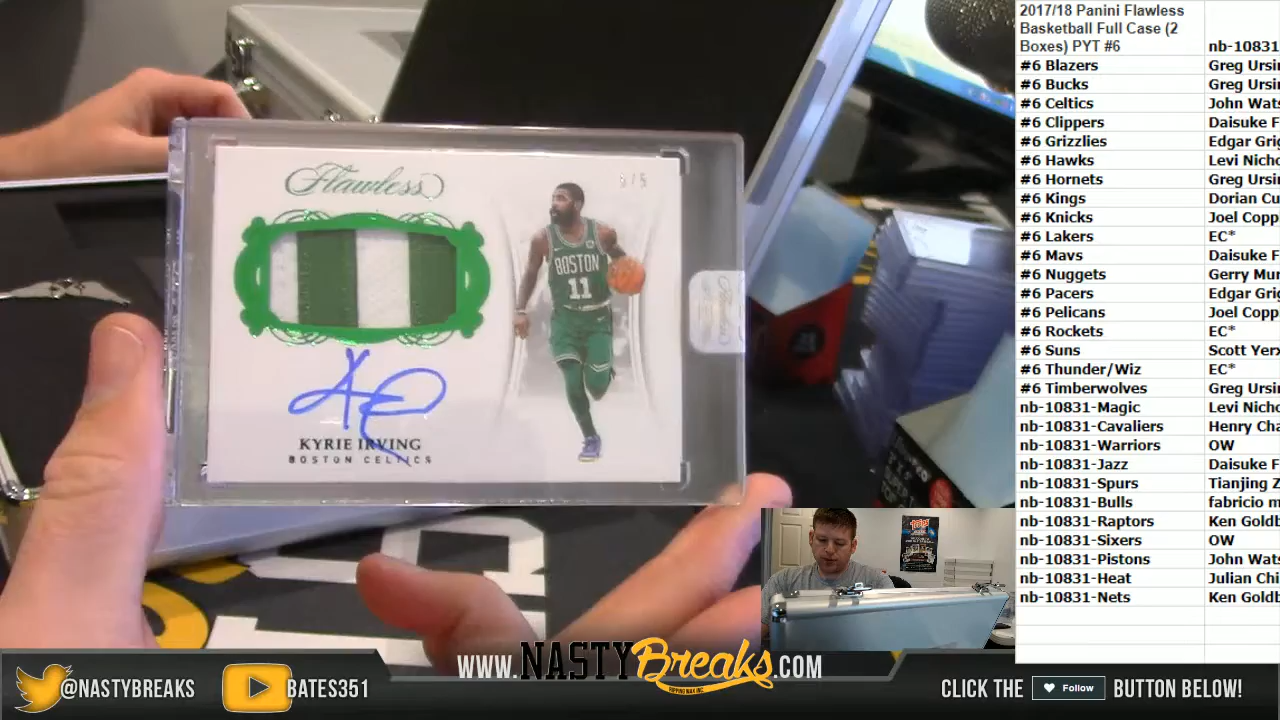 Flawless
5/5
BOSTON
11
KYRIE IRVING
BOSTON CELTICS
2017/18 Panini Flawless
Basketball Full Case (2
Boxes) PYT #6 nb-10831
#6 Blazers Greg Ursin
#6 Bucks Greg Ursin
#6 Celtics John Wats
#6 Clippers Daisuke F
#6 Grizzlies Edgar Grig
#6 Hawks Levi Nicho
#6 Hornets Greg Ursin
#6 Kings Dorian Cu
#6 Knicks Joel Copp
#6 Lakers EC*
#6 Mavs Daisuke F
#6 Nuggets Gerry Mur
#6 Pacers Edgar Grig
#6 Pelicans Joel Copp
#6 Rockets EC*
#6 Suns Scott Yerx
#6 Thunder/Wiz EC*
#6 Timberwolves Greg Ursin
nb-10831-Magic Levi Nicho
nb-10831-Cavaliers Henry Cha
nb-10831-Warriors OW
nb-10831-Jazz Daisuke F
nb-10831-Spurs Tianjing Z
nb-10831-Bulls fabricio m
nb-10831-Raptors Ken Goldb
nb-10831-Sixers OW
nb-10831-Pistons John Wats
nb-10831-Heat Julian Chi
nb-10831-Nets Ken Goldb
@NASTYBREAKS
BATES351
WWW.NASTYBreaks.COM
CLICK THE Follow BUTTON BELOW!